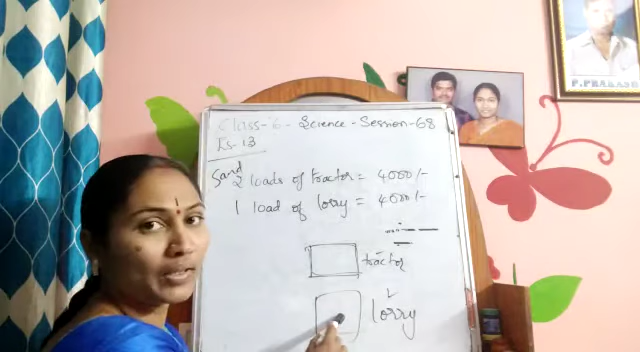 Class-6-Science-Session-68
Ls-13
Sand
2 loads of tractor = 4000/-
1 load of lorry = 4000/-
tractor
lorry
P.PRAKASH